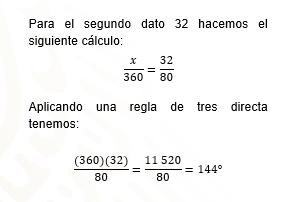 Para el segundo dato 32 hacemos el
siguiente cálculo:
x/360 = 32/80
Aplicando una regla de tres directa
tenemos:
(360)(32)/80 = 11 520/80 = 144°